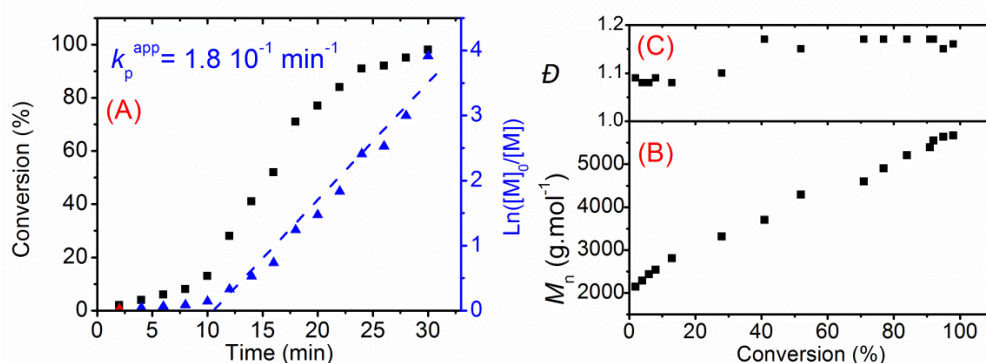 k_p^app = 1.8 10⁻¹ min⁻¹
(A)
Conversion (%)
100
80
60
40
20
0
0 5 10 15 20 25 30
Time (min)
4
3
2
1
0
Ln([M]₀/[M])
(C)
Đ
1.2
1.1
1.0
(B)
Mₙ (g.mol⁻¹)
5000
4000
3000
2000
0 20 40 60 80 100
Conversion (%)